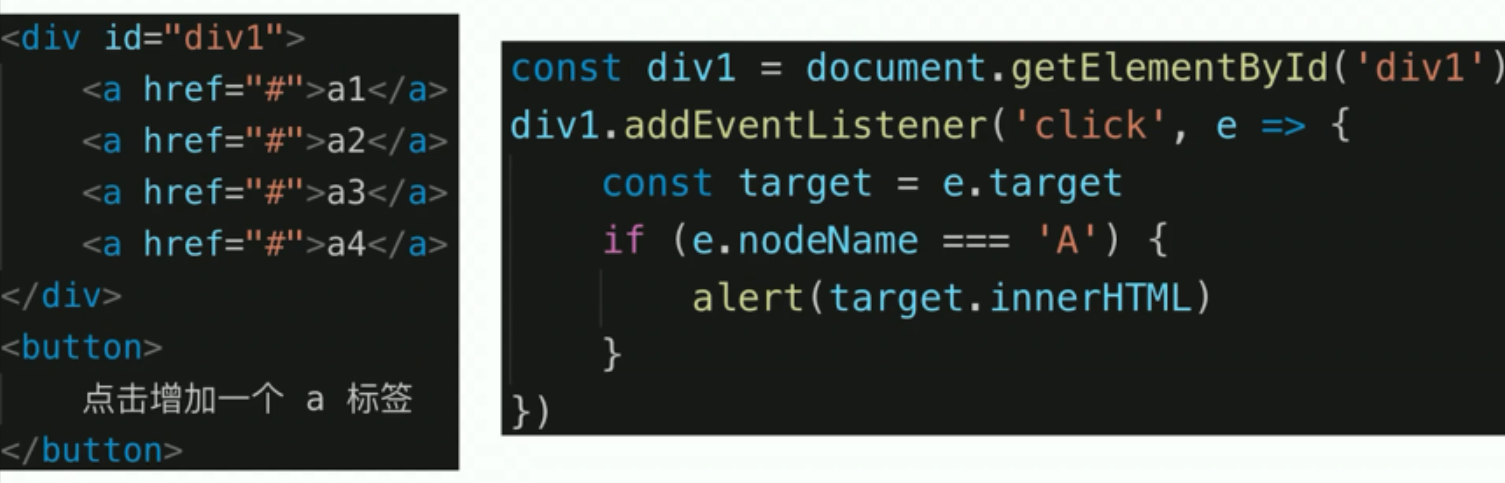 <div id="div1">
    <a href="#">a1</a>
    <a href="#">a2</a>
    <a href="#">a3</a>
    <a href="#">a4</a>
</div>
<button>
    点击增加一个 a 标签
</button>
const div1 = document.getElementById('div1')
div1.addEventListener('click', e => {
    const target = e.target
    if (e.nodeName === 'A') {
        alert(target.innerHTML)
    }
})